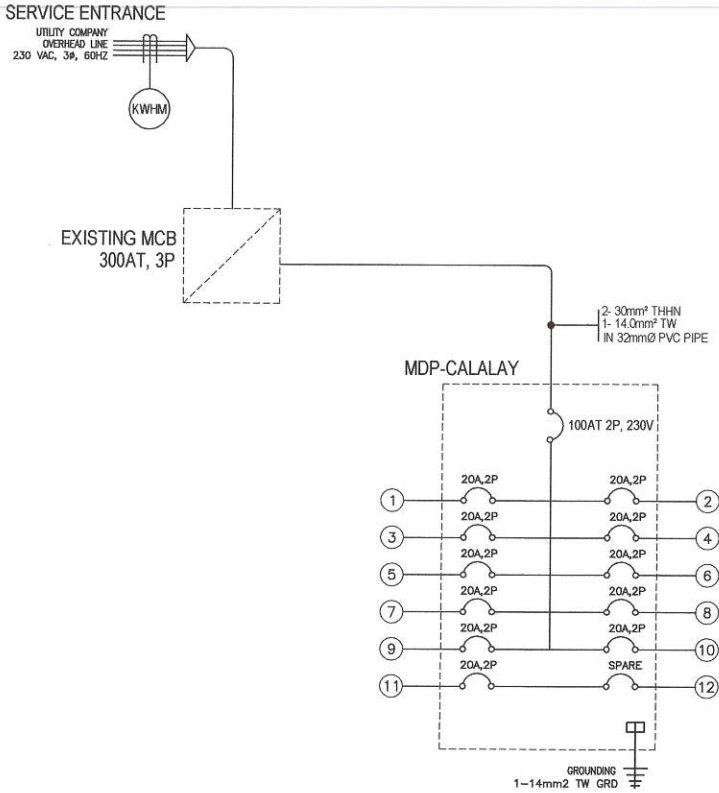 SERVICE ENTRANCE
UTILITY COMPANY
OVERHEAD LINE
230 VAC, 3ø, 60HZ
KWHM
EXISTING MCB
300AT, 3P
2- 30mm² THHN
1- 14.0mm² TW
IN 32mmØ PVC PIPE
MDP-CALALAY
100AT 2P, 230V
20A,2P 20A,2P
1 2
20A,2P 20A,2P
3 4
20A,2P 20A,2P
5 6
20A,2P 20A,2P
7 8
20A,2P 20A,2P
9 10
20A,2P SPARE
11 12
GROUNDING
1-14mm2 TW GRD